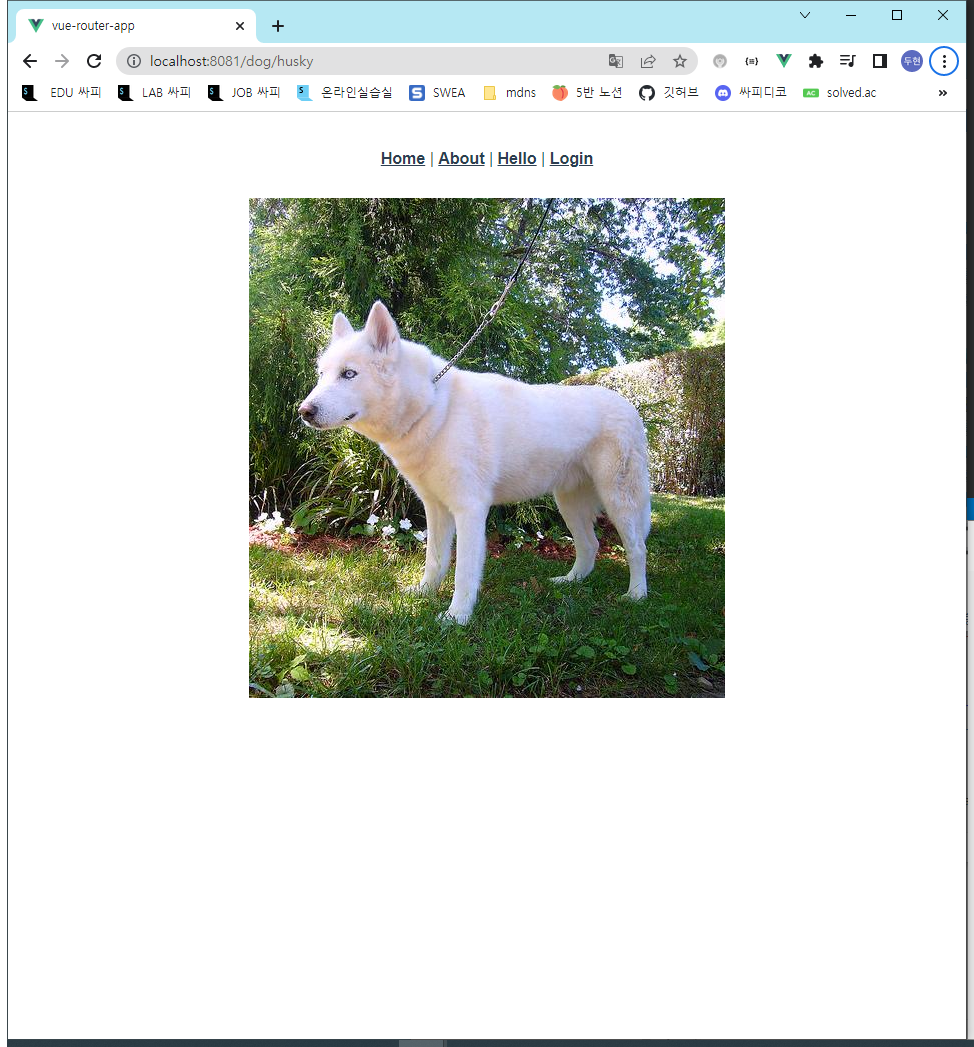 vue-router-app
localhost:8081/dog/husky
두현
EDU 싸피 LAB 싸피 JOB 싸피 온라인실습실 SWEA mdns 5반 노션 깃허브 싸피디코 solved.ac »
Home | About | Hello | Login